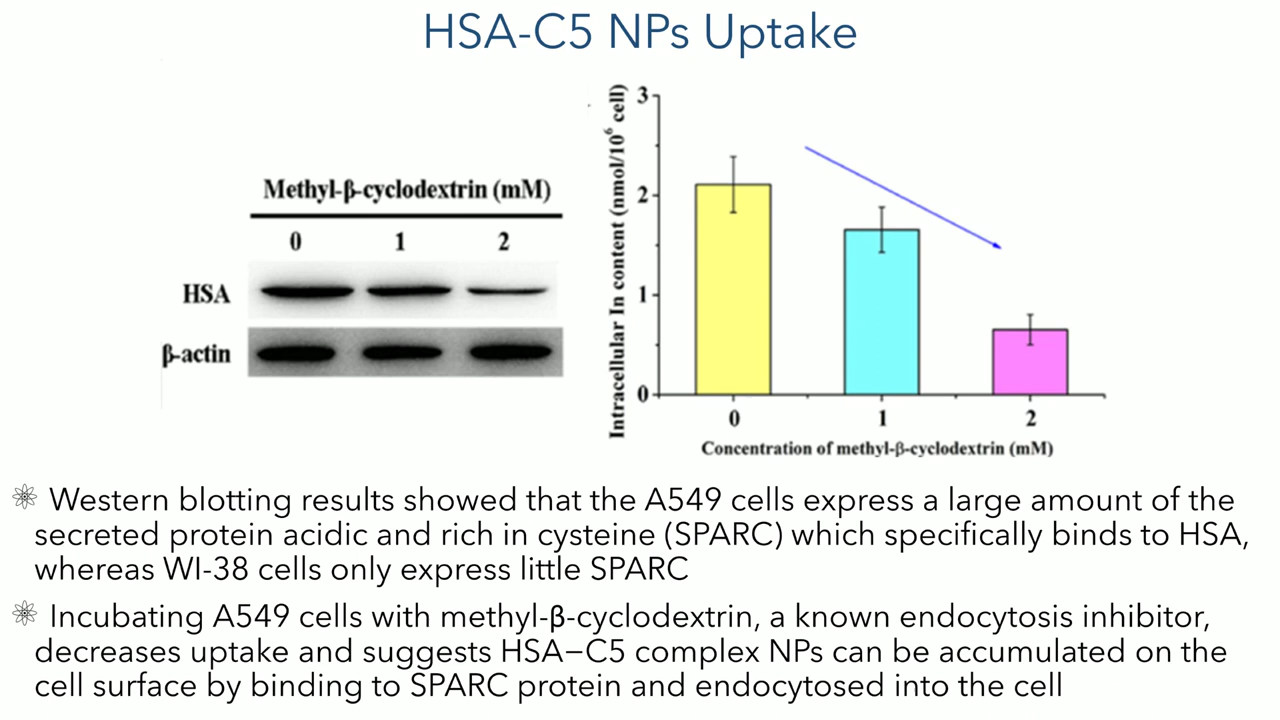 HSA-C5 NPs Uptake
Methyl-β-cyclodextrin (mM)
0 1 2
HSA
β-actin
Intracellular In content (nmol/10⁶ cell)
3
2
1
0
0 1 2
Concentration of methyl-β-cyclodextrin (mM)
Western blotting results showed that the A549 cells express a large amount of the
secreted protein acidic and rich in cysteine (SPARC) which specifically binds to HSA,
whereas WI-38 cells only express little SPARC
Incubating A549 cells with methyl-β-cyclodextrin, a known endocytosis inhibitor,
decreases uptake and suggests HSA−C5 complex NPs can be accumulated on the
cell surface by binding to SPARC protein and endocytosed into the cell